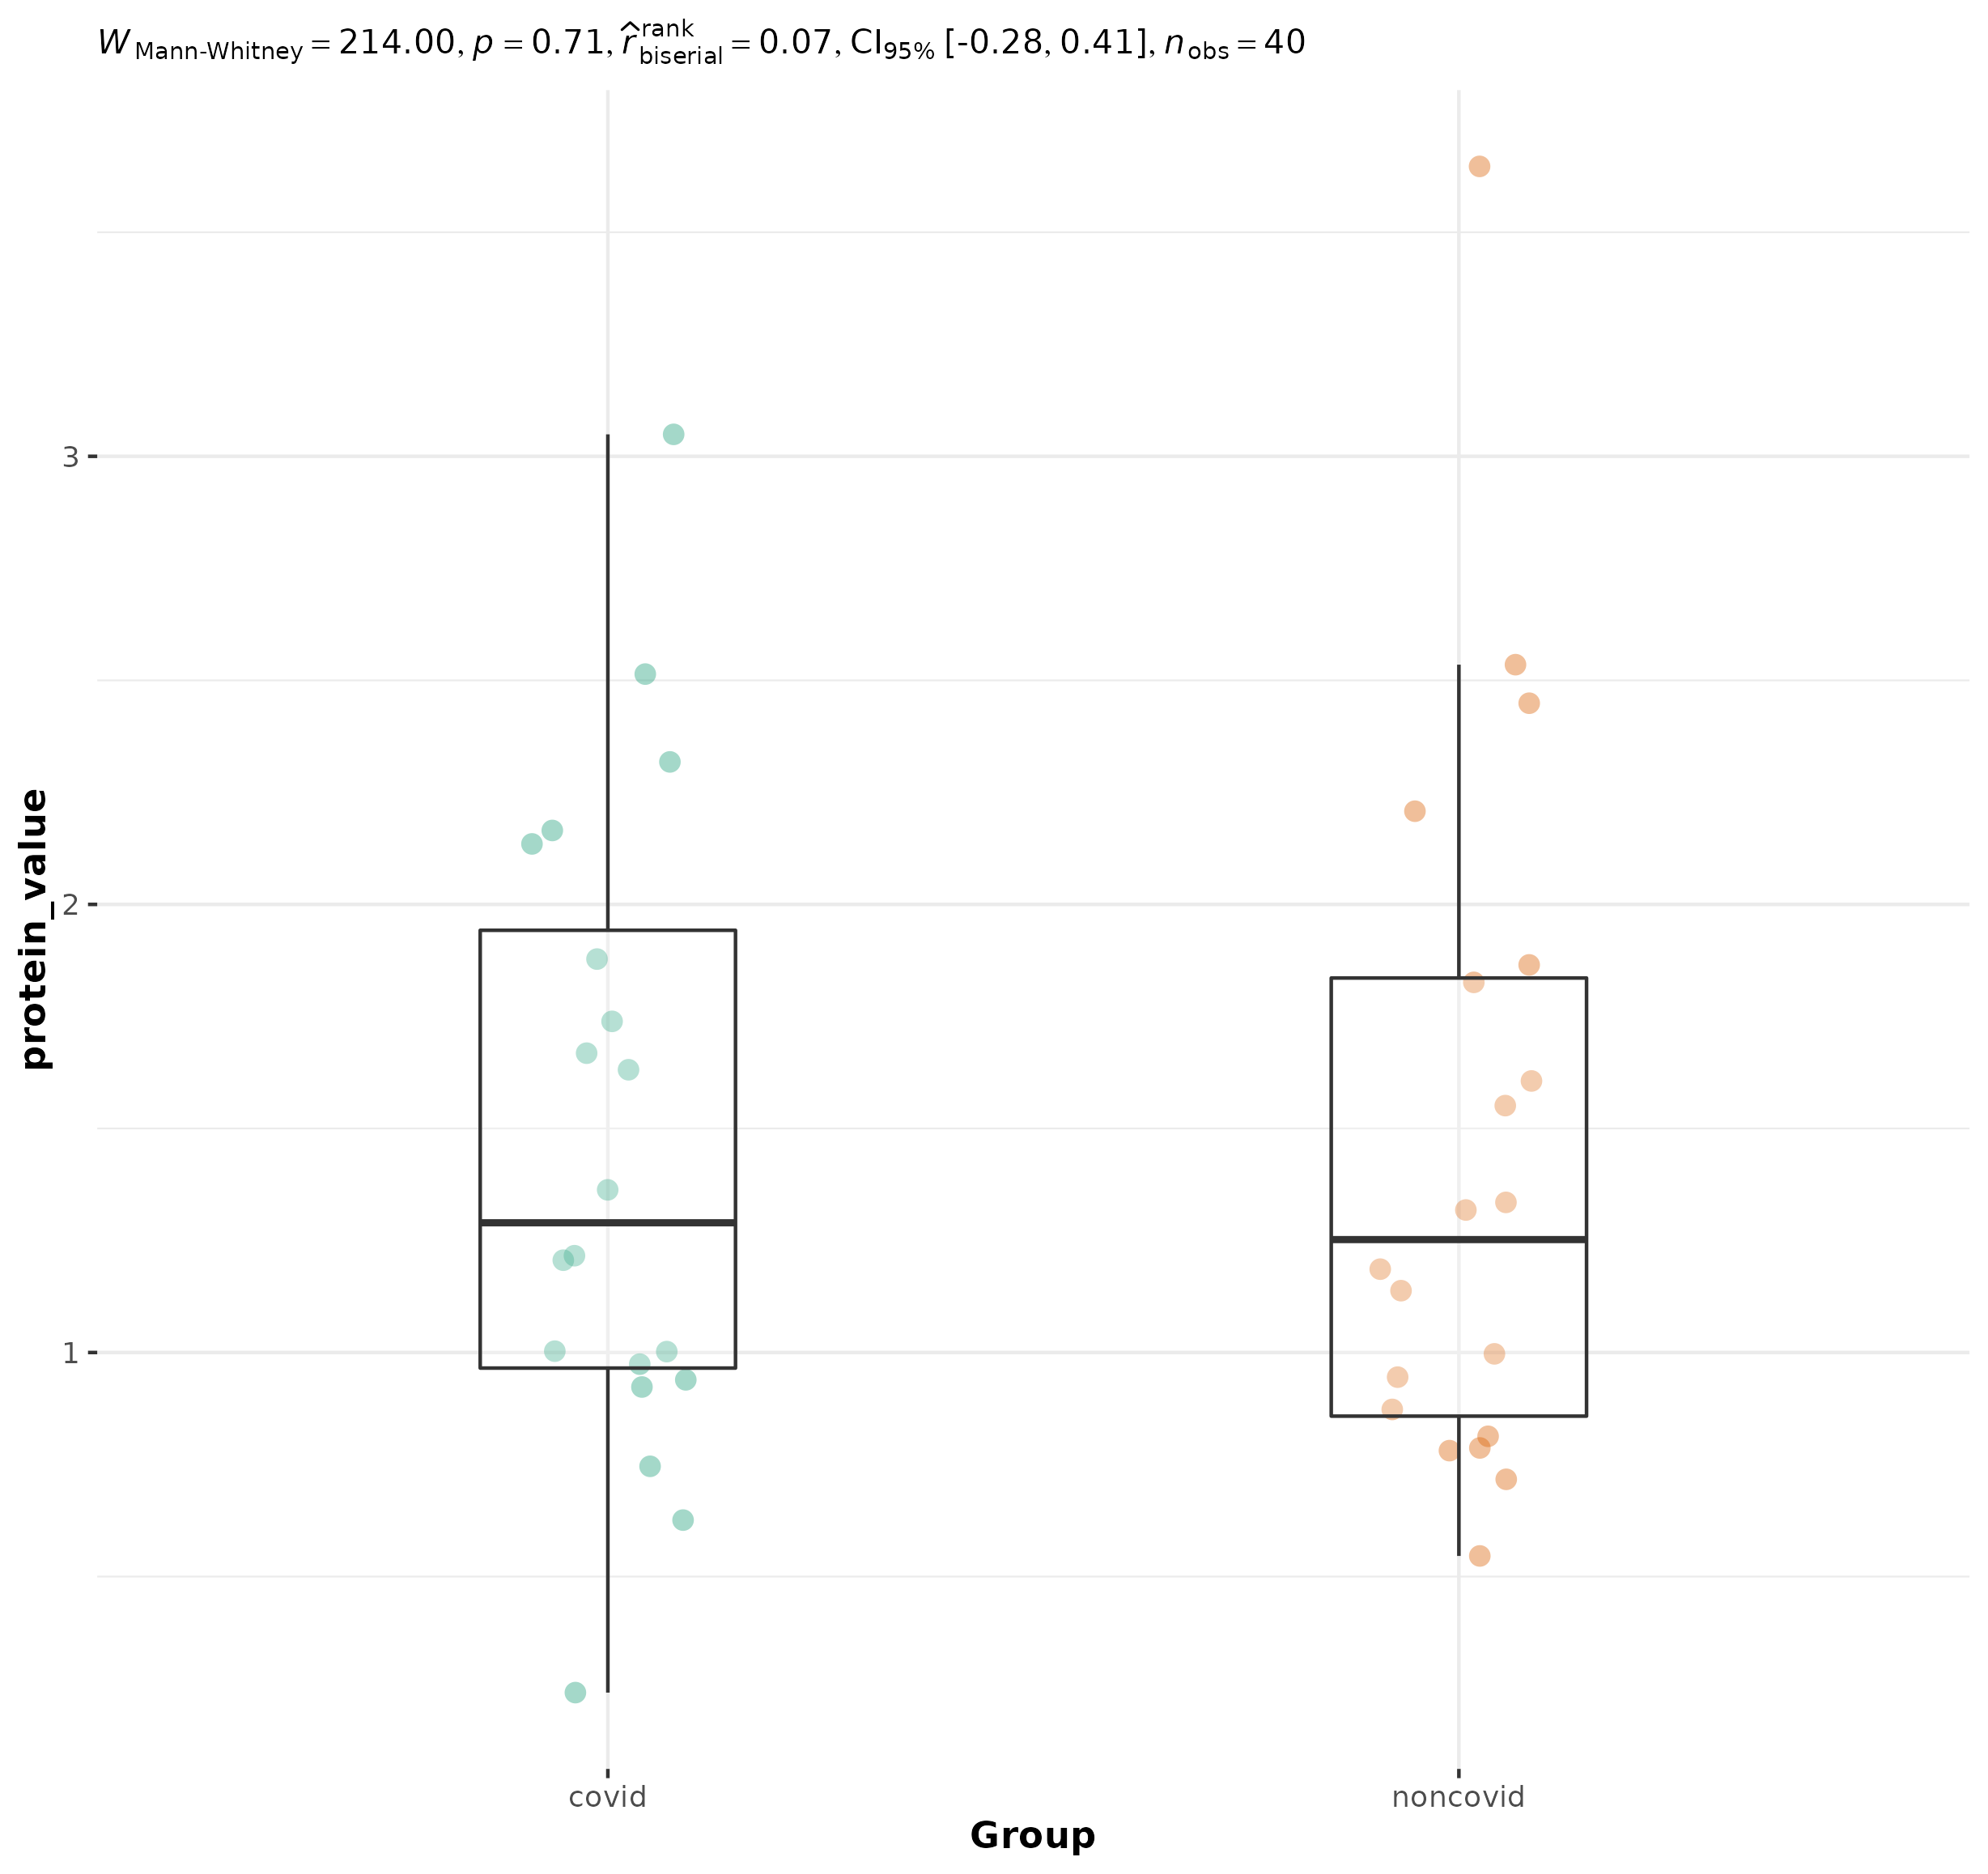 W Mann-Whitney = 214.00, p = 0.71, r̂ rank biserial = 0.07, CI95% [-0.28, 0.41], nobs = 40
3
2
1
protein_value
covid noncovid
Group